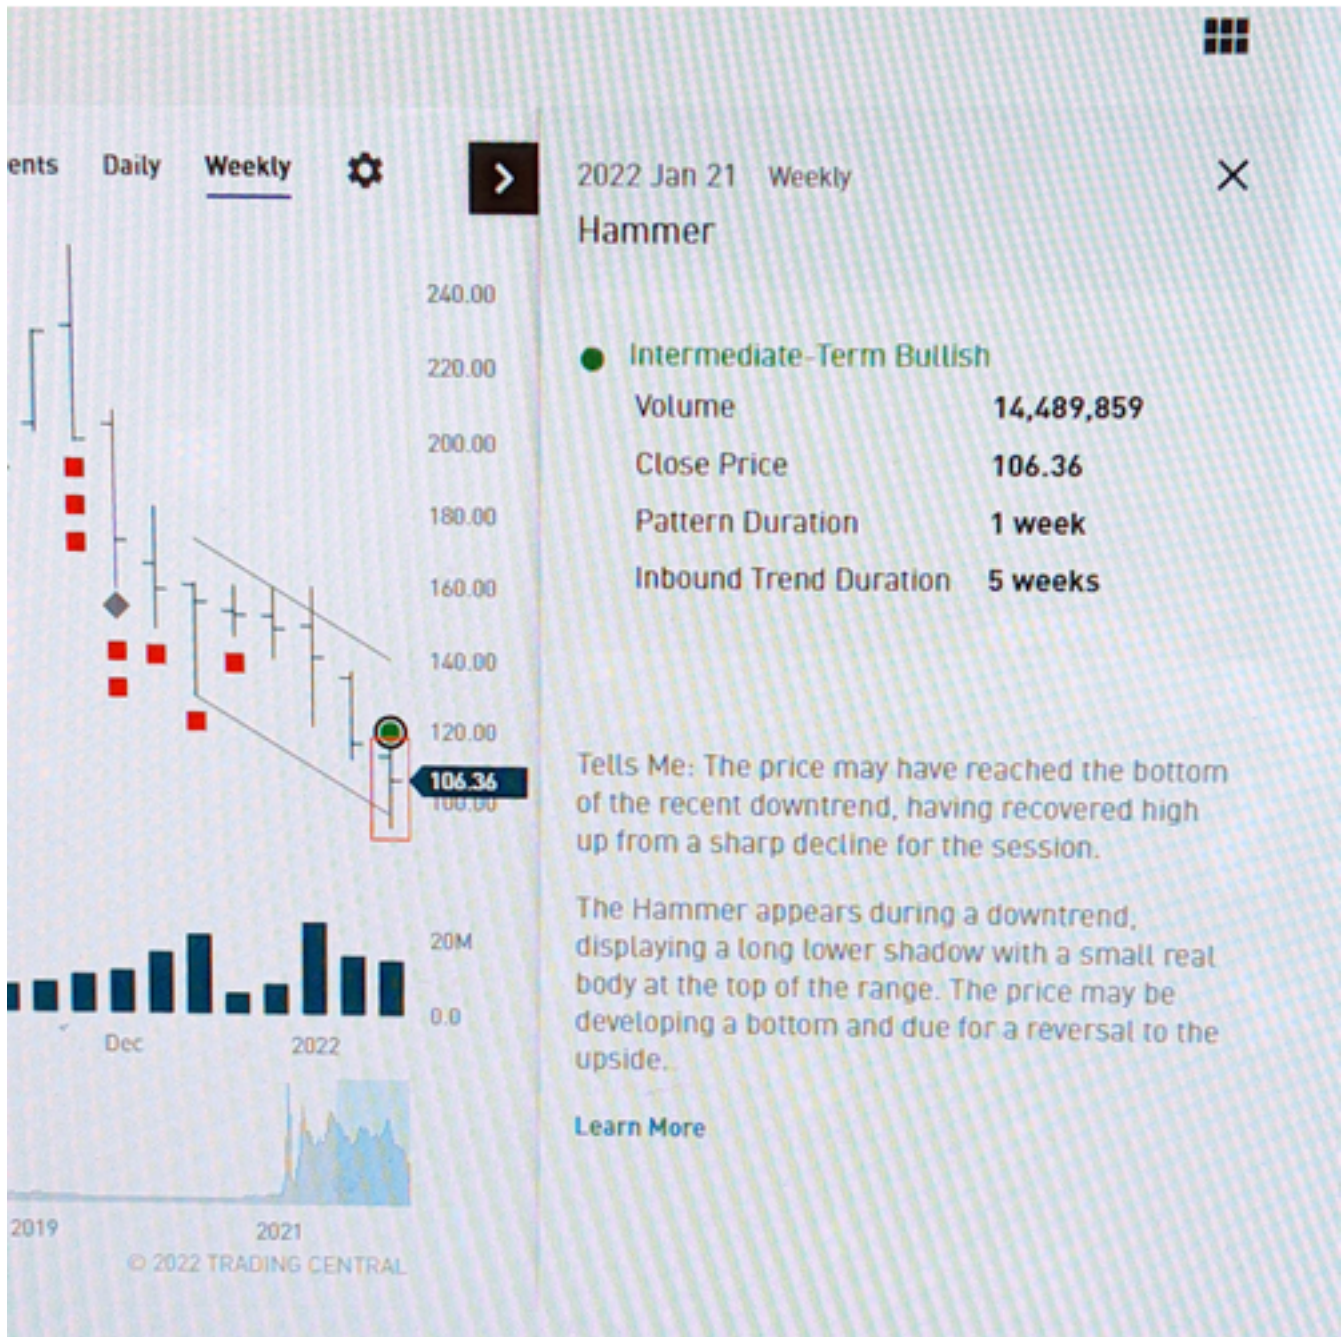 ents Daily Weekly
2022 Jan 21 Weekly
Hammer
240.00
220.00
200.00
180.00
160.00
140.00
120.00
106.36
100.00
20M
0.0
Dec 2022
2019 2021
© 2022 TRADING CENTRAL
Intermediate-Term Bullish
Volume 14,489,859
Close Price 106.36
Pattern Duration 1 week
Inbound Trend Duration 5 weeks
Tells Me: The price may have reached the bottom
of the recent downtrend, having recovered high
up from a sharp decline for the session.
The Hammer appears during a downtrend,
displaying a long lower shadow with a small real
body at the top of the range. The price may be
developing a bottom and due for a reversal to the
upside.
Learn More